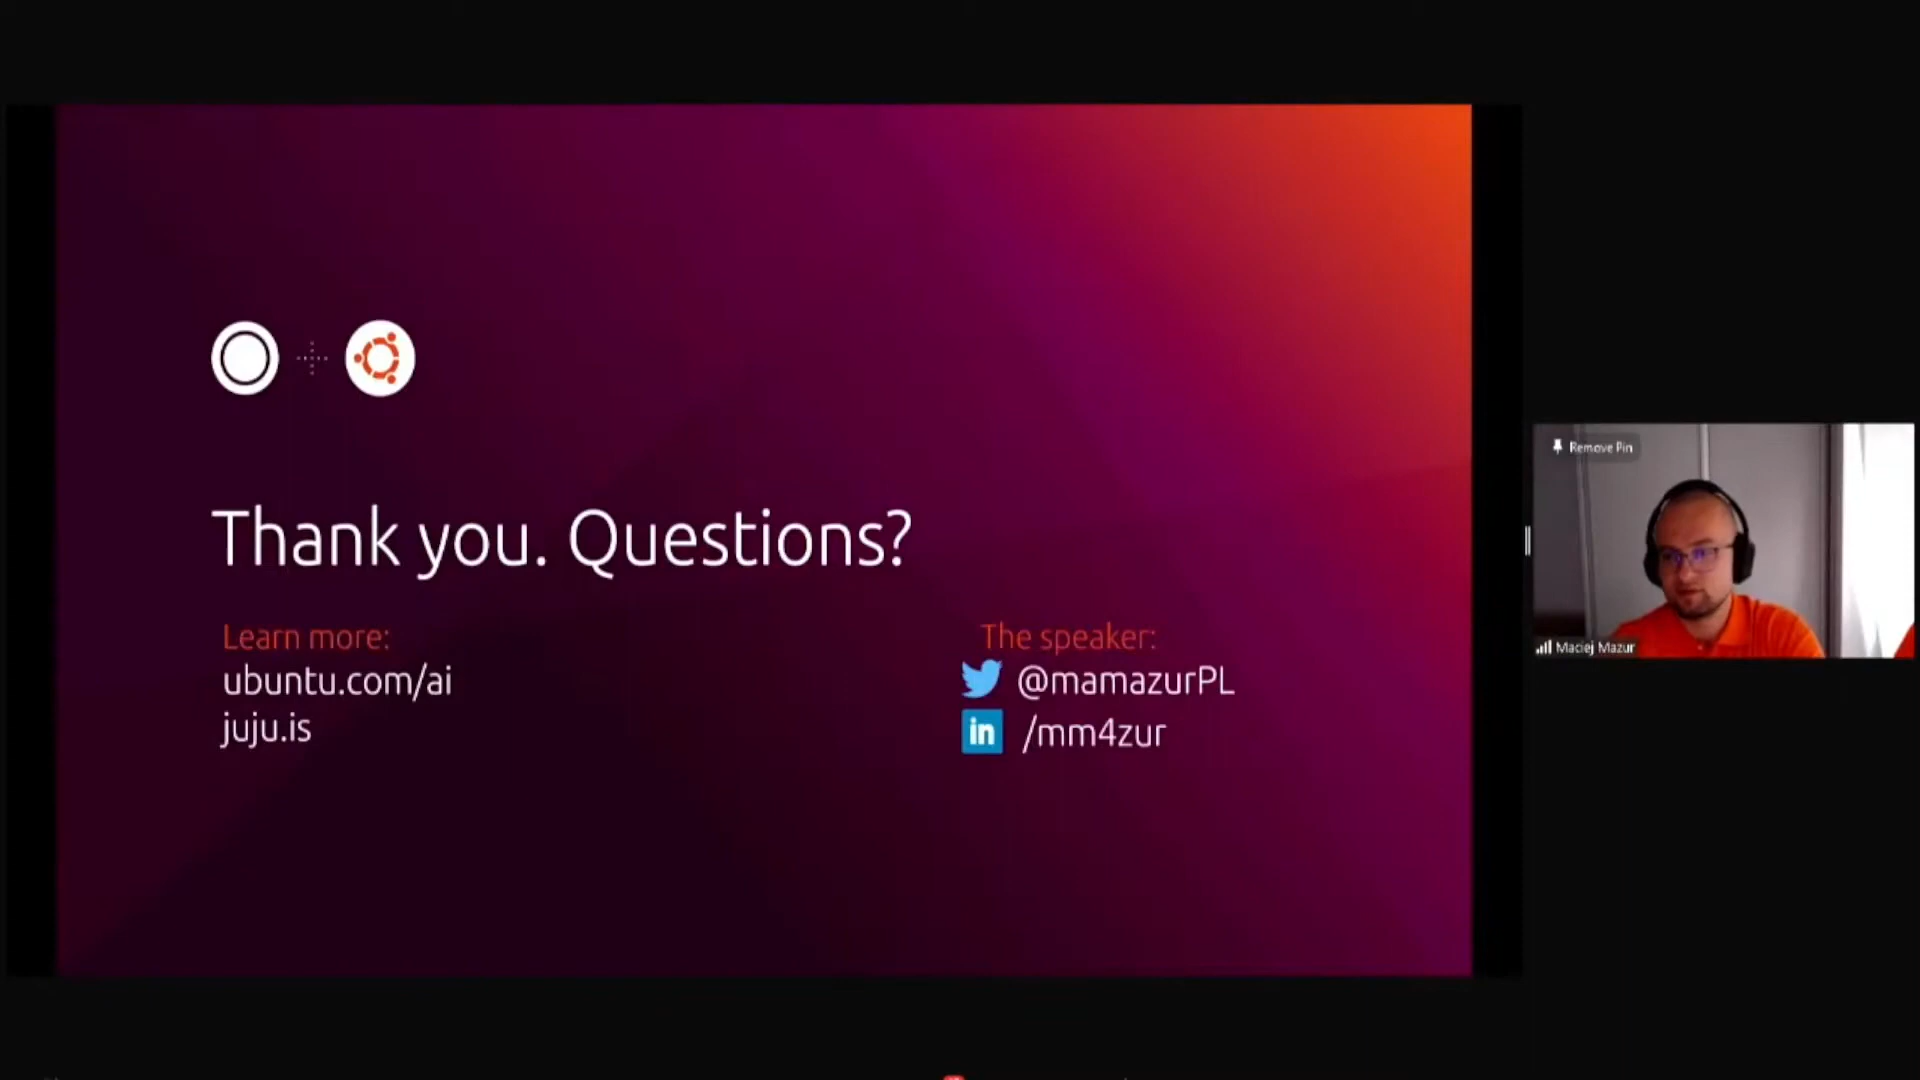 Thank you. Questions?
Learn more:
ubuntu.com/ai
juju.is
The speaker:
@mamazurPL
in /mm4zur
Remove Pin
Maciej Mazur